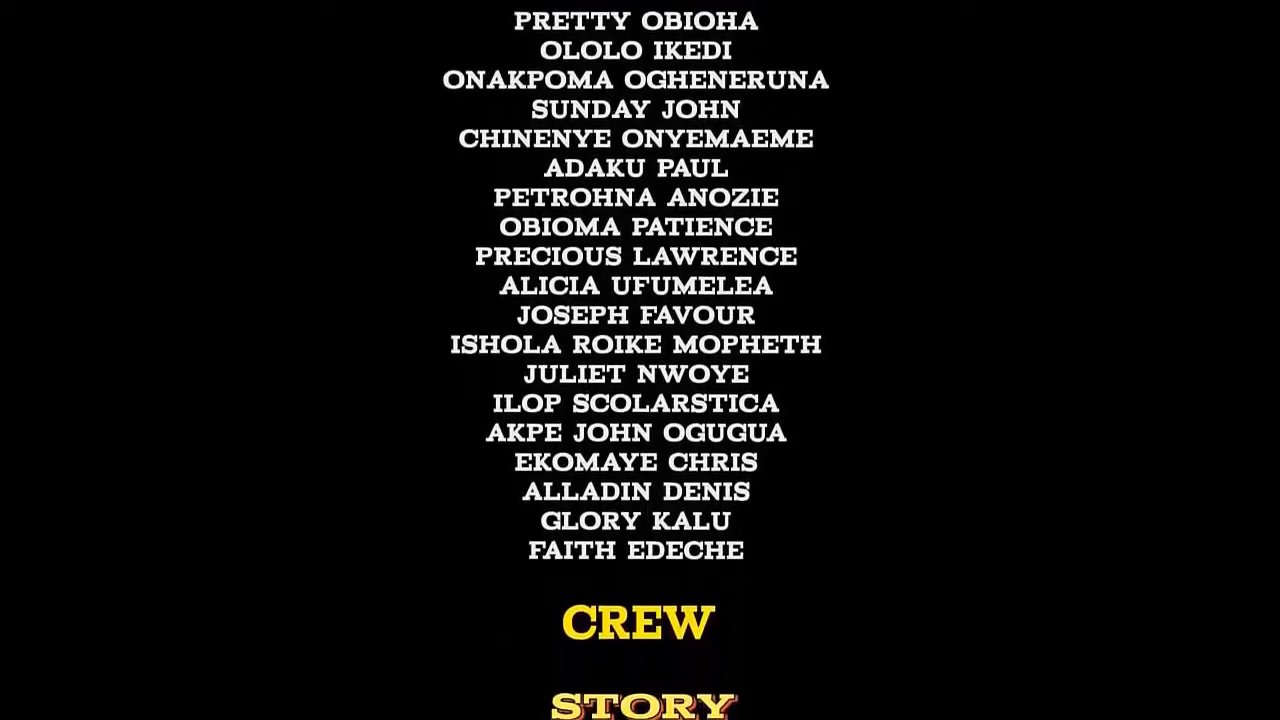 PRETTY OBIOHA
OLOLO IKEDI
ONAKPOMA OGHENERUNA
SUNDAY JOHN
CHINENYE ONYEMAEME
ADAKU PAUL
PETROHNA ANOZIE
OBIOMA PATIENCE
PRECIOUS LAWRENCE
ALICIA UFUMELEA
JOSEPH FAVOUR
ISHOLA ROIKE MOPHETH
JULIET NWOYE
ILOP SCOLARSTICA
AKPE JOHN OGUGUA
EKOMAYE CHRIS
ALLADIN DENIS
GLORY KALU
FAITH EDECHE
CREW
STORY